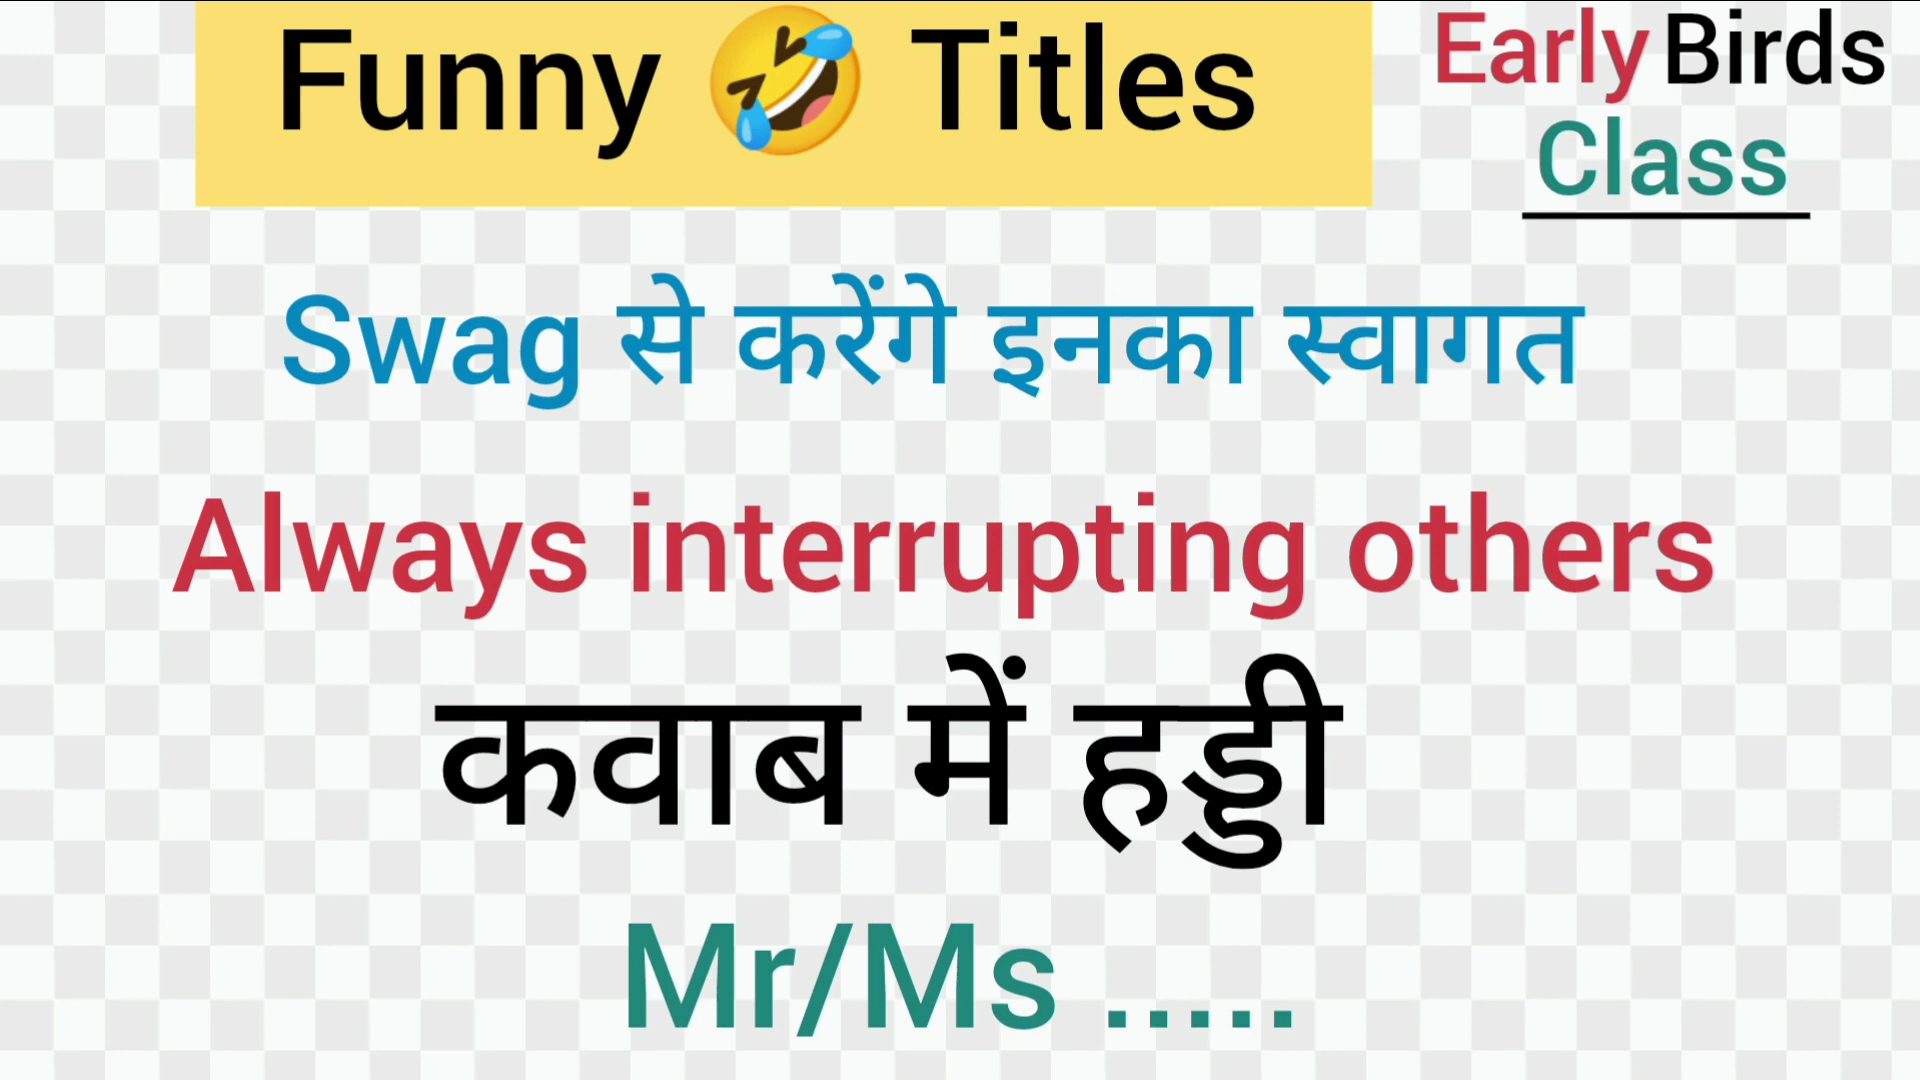 Funny 🤣 Titles
Early Birds
Class
Swag से करेंगे इनका स्वागत
Always interrupting others
कवाब में हड्डी
Mr/Ms .....